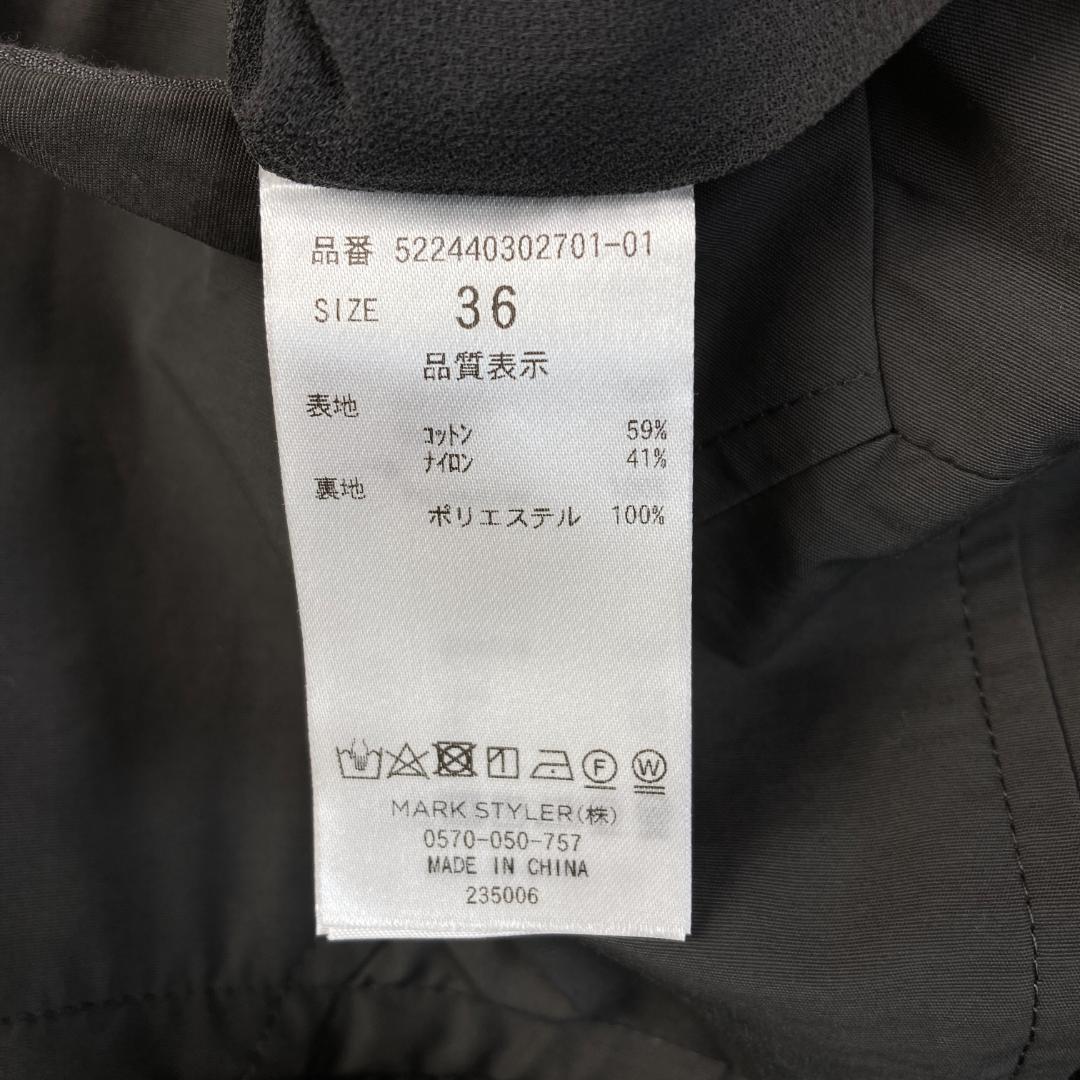 品番 522440302701-01
SIZE 36
品質表示
表地
コットン 59%
ナイロン 41%
裏地
ポリエステル 100%
F W
MARK STYLER(株)
0570-050-757
MADE IN CHINA
235006